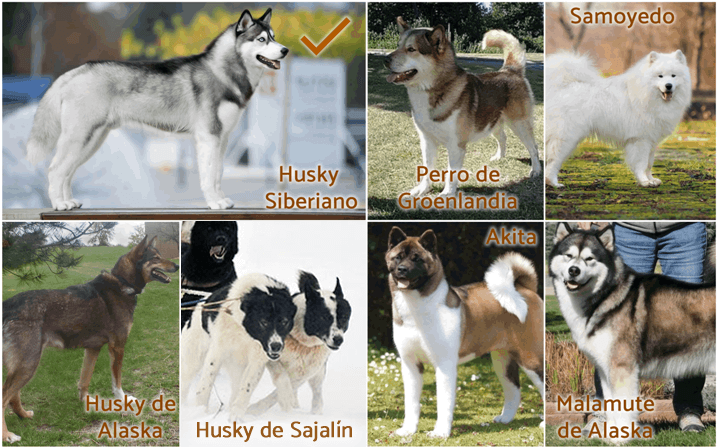 Husky
Siberiano
Perro de
Groenlandia
Samoyedo
Husky de
Alaska
Husky de Sajalín
Akita
Malamute
de Alaska